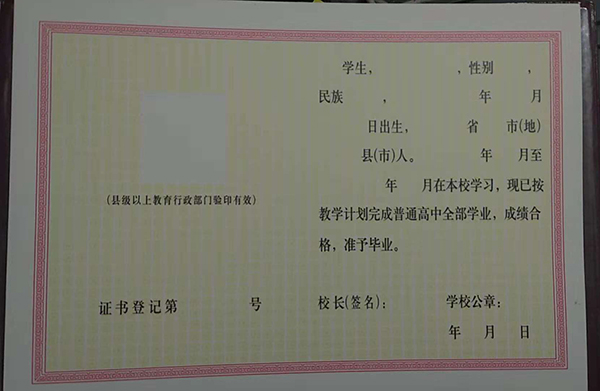 学生， ，性别 ，
民族 ， 年 月
日出生， 省 市(地)
县(市)人。 年 月至
年 月在本校学习，现已按
教学计划完成普通高中全部学业，成绩合
格，准予毕业。
(县级以上教育行政部门验印有效)
证书登记第 号
校长(签名)： 学校公章：
年 月 日